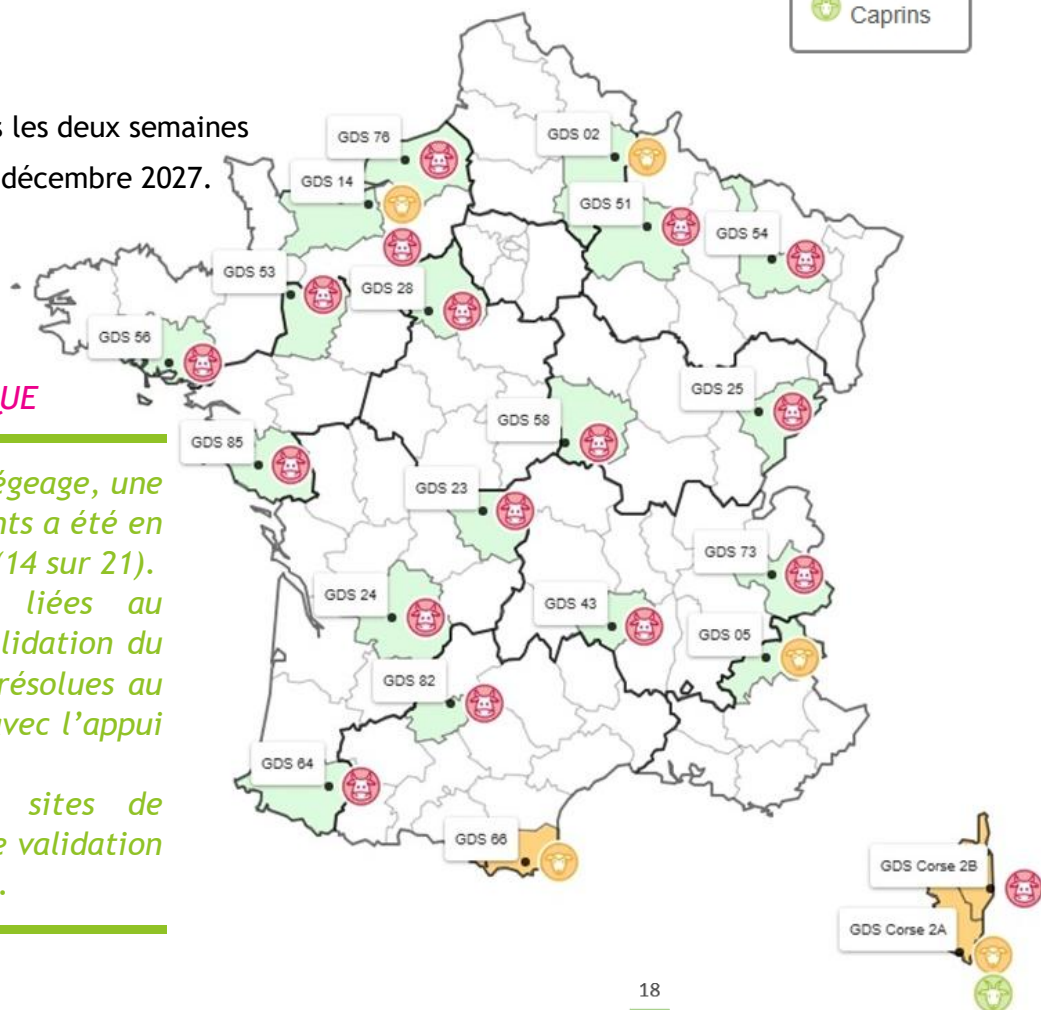 Caprins
s les deux semaines
décembre 2027.
QUE
égeage, une
nts a été en
(14 sur 21).
liées au
lidation du
résolues au
avec l'appui
sites de
e validation
.
GDS 76
GDS 02
GDS 14
GDS 51
GDS 54
GDS 53
GDS 28
GDS 56
GDS 25
GDS 58
GDS 85
GDS 23
GDS 73
GDS 24
GDS 43
GDS 05
GDS 82
GDS 64
GDS 66
GDS Corse 2B
GDS Corse 2A
18